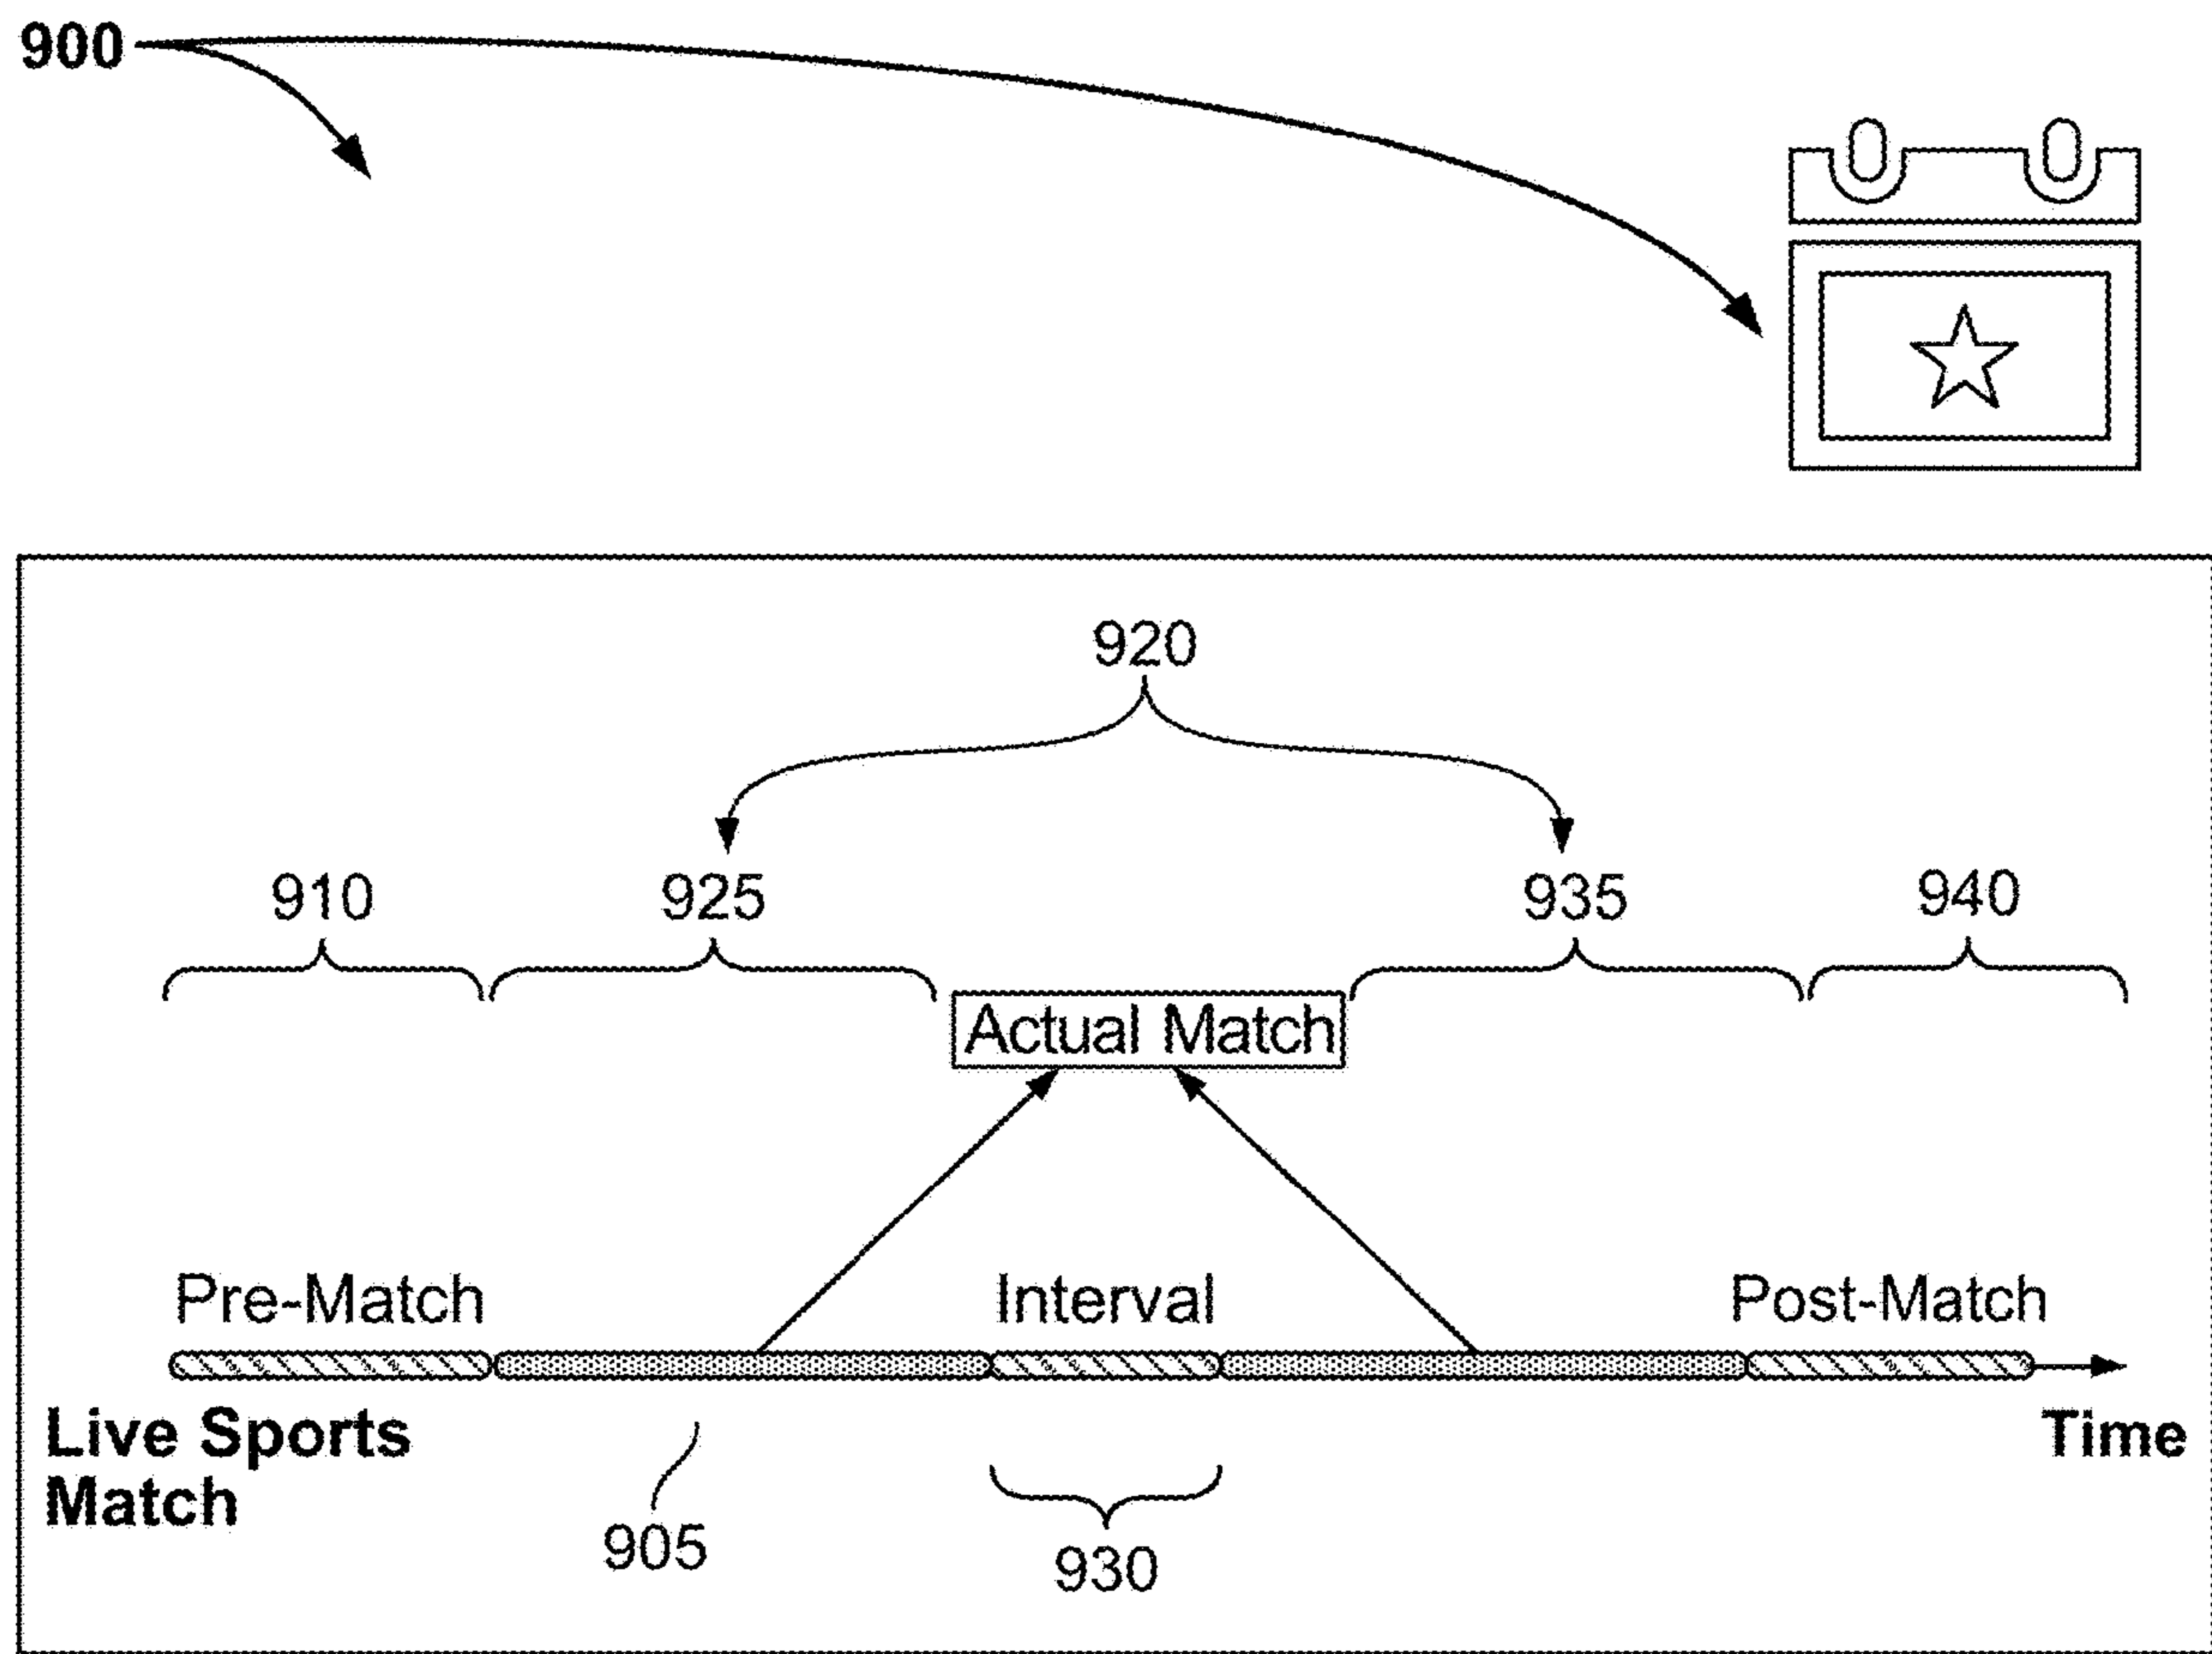 900
920
910
925
935
940
Actual Match
Pre-Match
Interval
Post-Match
Live Sports
Match
Time
905
930